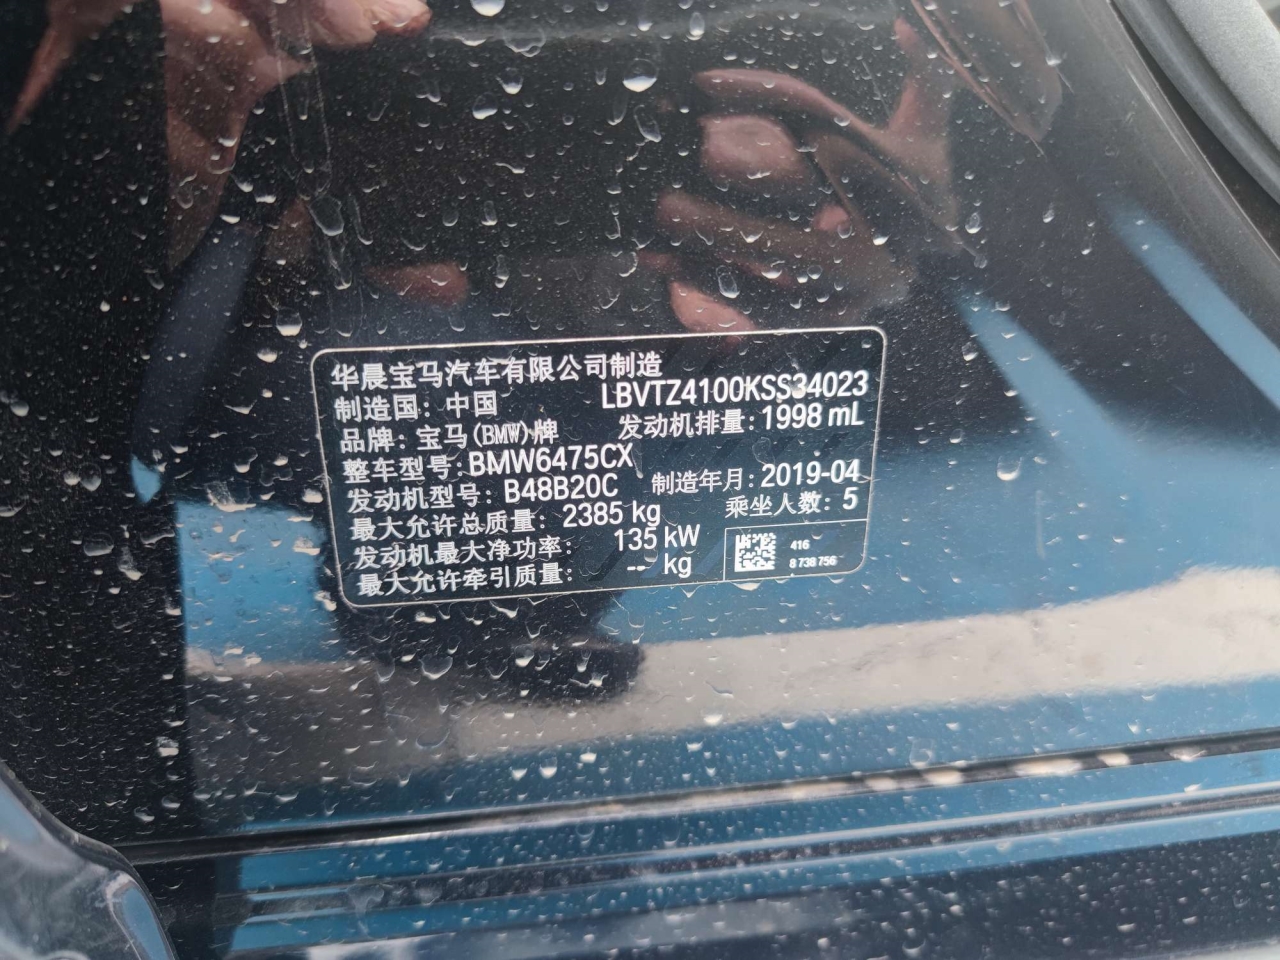 华晨宝马汽车有限公司制造
LBVTZ4100KSS34023
制造国：中国
发动机排量：1998 mL
品牌：宝马(BMW)牌
整车型号：BMW6475CX
制造年月：2019-04
发动机型号：B48B20C
乘坐人数：5
最大允许总质量：2385 kg
发动机最大净功率：135 kW
最大允许牵引质量：-- kg
416
8 738 756